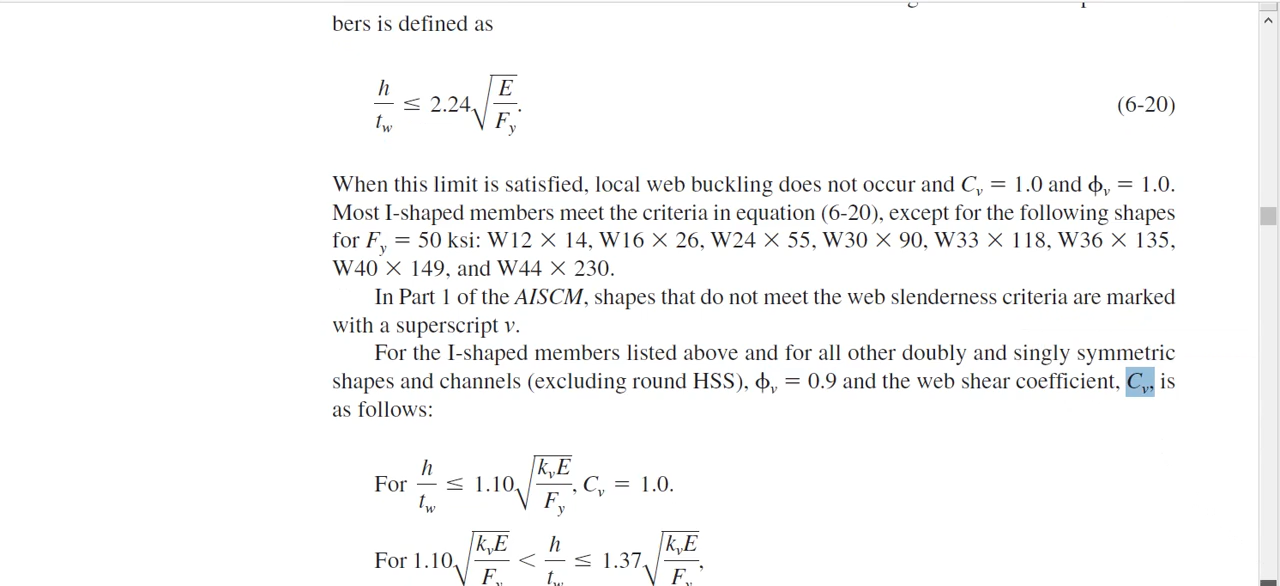 bers is defined as
h/t_w ≤ 2.24√(E/F_y). (6-20)
When this limit is satisfied, local web buckling does not occur and C_v = 1.0 and ϕ_v = 1.0.
Most I-shaped members meet the criteria in equation (6-20), except for the following shapes
for F_y = 50 ksi: W12 × 14, W16 × 26, W24 × 55, W30 × 90, W33 × 118, W36 × 135,
W40 × 149, and W44 × 230.
In Part 1 of the AISCM, shapes that do not meet the web slenderness criteria are marked
with a superscript v.
For the I-shaped members listed above and for all other doubly and singly symmetric
shapes and channels (excluding round HSS), ϕ_v = 0.9 and the web shear coefficient, C_v, is
as follows:
For h/t_w ≤ 1.10√(k_vE/F_y), C_v = 1.0.
For 1.10√(k_vE/F_y) < h/t_w ≤ 1.37√(k_vE/F_y),